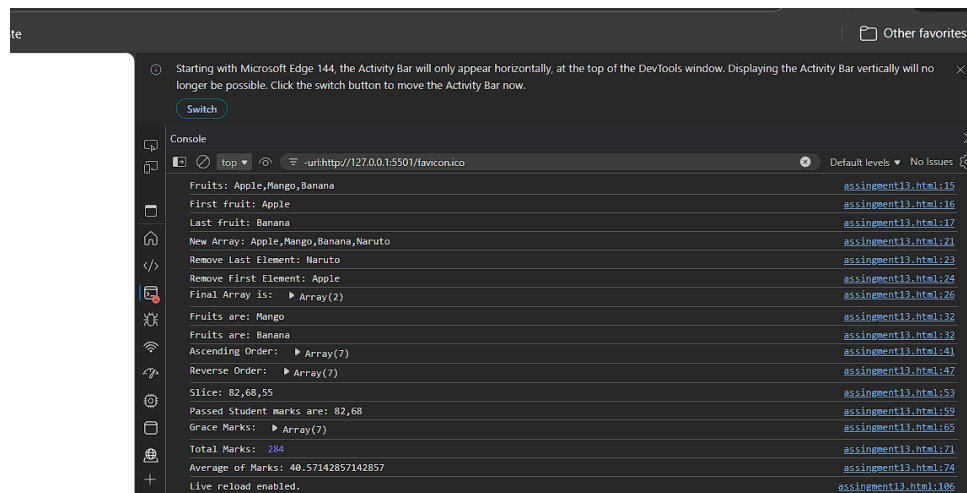 te
Other favorites
Starting with Microsoft Edge 144, the Activity Bar will only appear horizontally, at the top of the DevTools window. Displaying the Activity Bar vertically will no
longer be possible. Click the switch button to move the Activity Bar now.
Switch
Console
top -url:http://127.0.0.1:5501/favicon.ico Default levels No Issues
Fruits: Apple,Mango,Banana assingment13.html:15
First fruit: Apple assingment13.html:16
Last fruit: Banana assingment13.html:17
New Array: Apple,Mango,Banana,Naruto assingment13.html:21
Remove Last Element: Naruto assingment13.html:23
Remove First Element: Apple assingment13.html:24
Final Array is: Array(2) assingment13.html:26
Fruits are: Mango assingment13.html:32
Fruits are: Banana assingment13.html:32
Ascending Order: Array(7) assingment13.html:41
Reverse Order: Array(7) assingment13.html:47
Slice: 82,68,55 assingment13.html:53
Passed Student marks are: 82,68 assingment13.html:59
Grace Marks: Array(7) assingment13.html:65
Total Marks: 284 assingment13.html:71
Average of Marks: 40.57142857142857 assingment13.html:74
Live reload enabled. assingment13.html:106